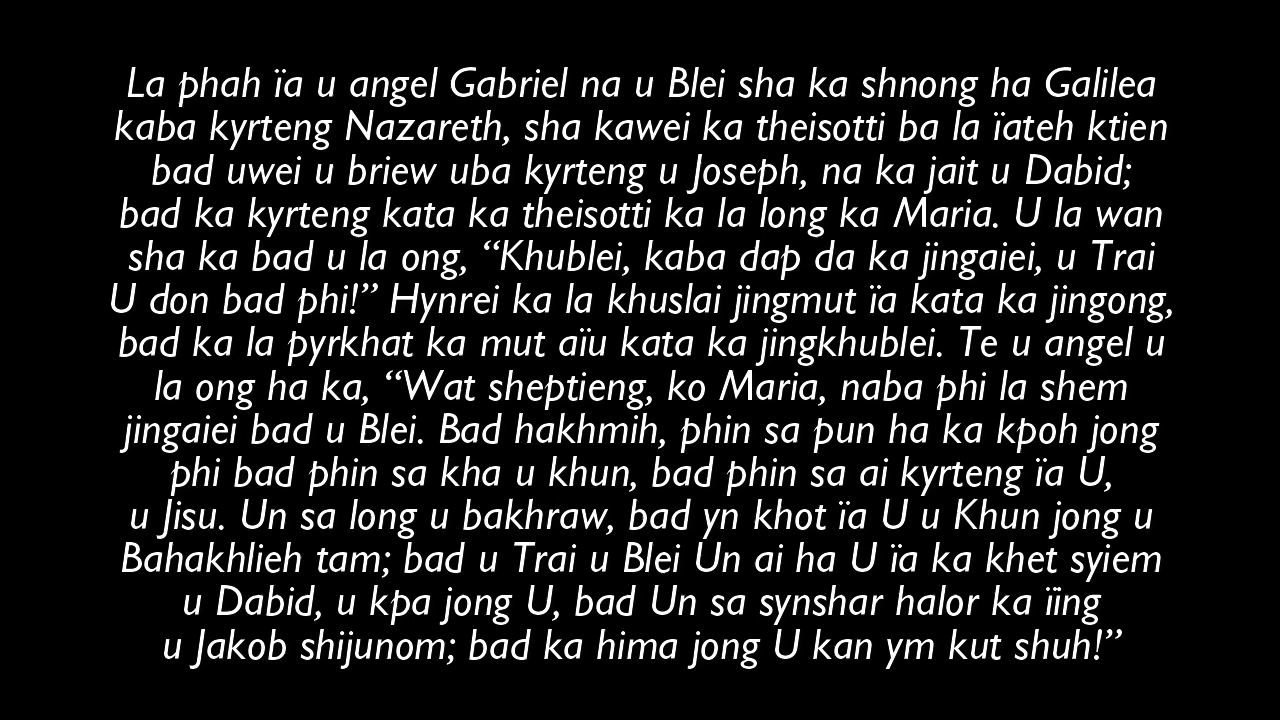 La phah ïa u angel Gabriel na u Blei sha ka shnong ha Galilea
kaba kyrteng Nazareth, sha kawei ka theisotti ba la ïateh ktien
bad uwei u briew uba kyrteng u Joseph, na ka jait u Dabid;
bad ka kyrteng kata ka theisotti ka la long ka Maria. U la wan
sha ka bad u la ong, “Khublei, kaba dap da ka jingaiei, u Trai
U don bad phi!” Hynrei ka la khuslai jingmut ïa kata ka jingong,
bad ka la pyrkhat ka mut aïu kata ka jingkhublei. Te u angel u
la ong ha ka, “Wat sheptieng, ko Maria, naba phi la shem
jingaiei bad u Blei. Bad hakhmih, phin sa pun ha ka kpoh jong
phi bad phin sa kha u khun, bad phin sa ai kyrteng ïa U,
u Jisu. Un sa long u bakhraw, bad yn khot ïa U u Khun jong u
Bahakhlieh tam; bad u Trai u Blei Un ai ha U ïa ka khet syiem
u Dabid, u kpa jong U, bad Un sa synshar halor ka ïïng
u Jakob shijunom; bad ka hima jong U kan ym kut shuh!”